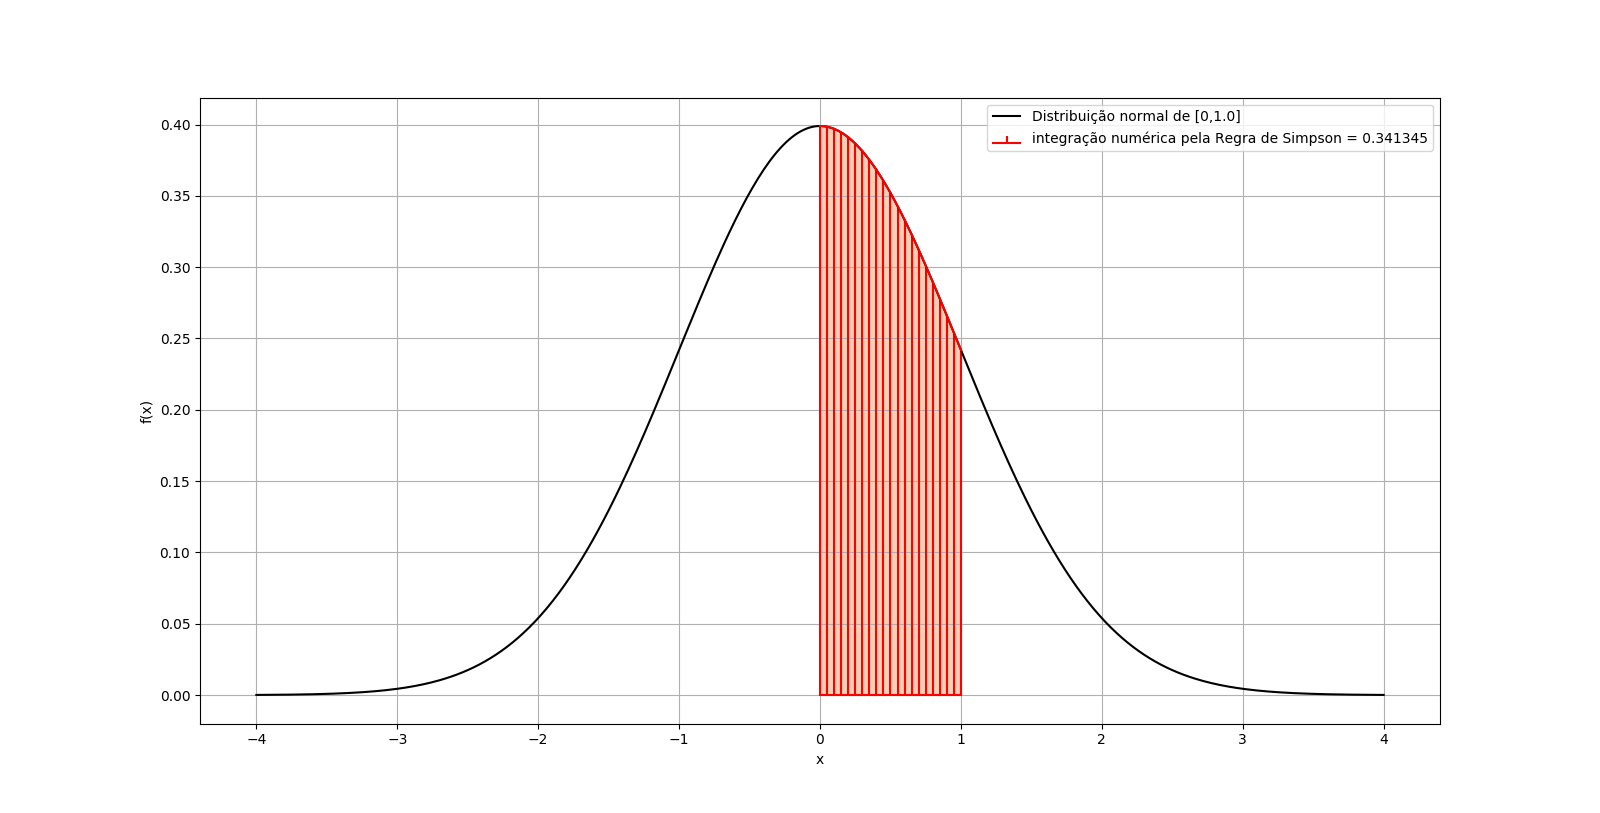 Distribuição normal de [0,1.0]
integração numérica pela Regra de Simpson = 0.341345
0.40
0.35
0.30
0.25
0.20
0.15
0.10
0.05
0.00
f(x)
−4 −3 −2 −1 0 1 2 3 4
x